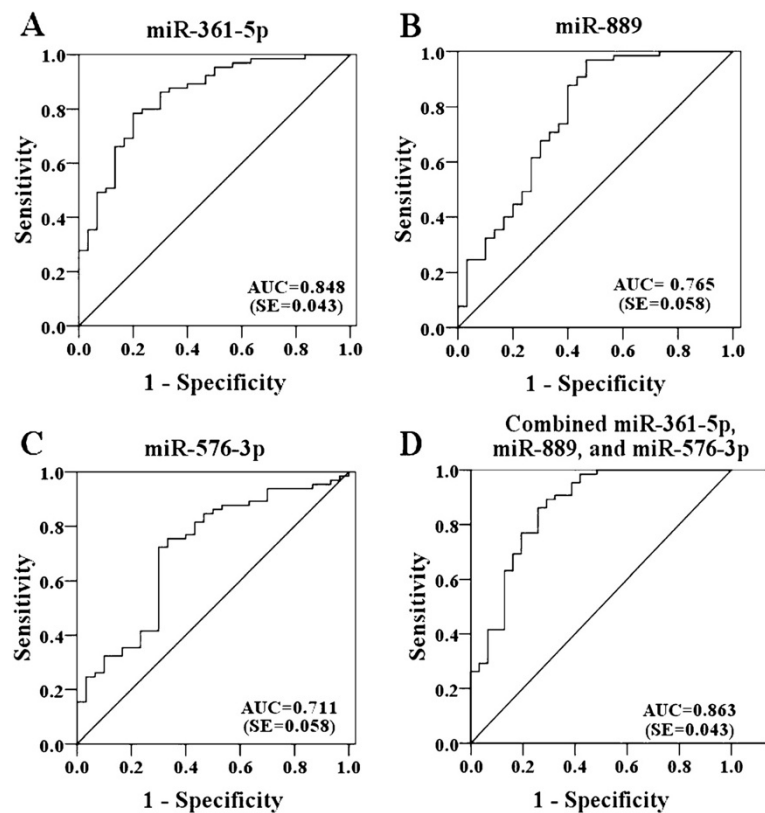 A
miR-361-5p
1.0
0.8
0.6
0.4
0.2
0.0
Sensitivity
AUC=0.848
(SE=0.043)
0.0 0.2 0.4 0.6 0.8 1.0
1 - Specificity
B
miR-889
1.0
0.8
0.6
0.4
0.2
0.0
Sensitivity
AUC= 0.765
(SE=0.058)
0.0 0.2 0.4 0.6 0.8 1.0
1 - Specificity
C
miR-576-3p
1.0
0.8
0.6
0.4
0.2
0.0
Sensitivity
AUC=0.711
(SE=0.058)
0.0 0.2 0.4 0.6 0.8 1.0
1 - Specificity
D
Combined miR-361-5p,
miR-889, and miR-576-3p
1.0
0.8
0.6
0.4
0.2
0.0
Sensitivity
AUC=0.863
(SE=0.043)
0.0 0.2 0.4 0.6 0.8 1.0
1 - Specificity